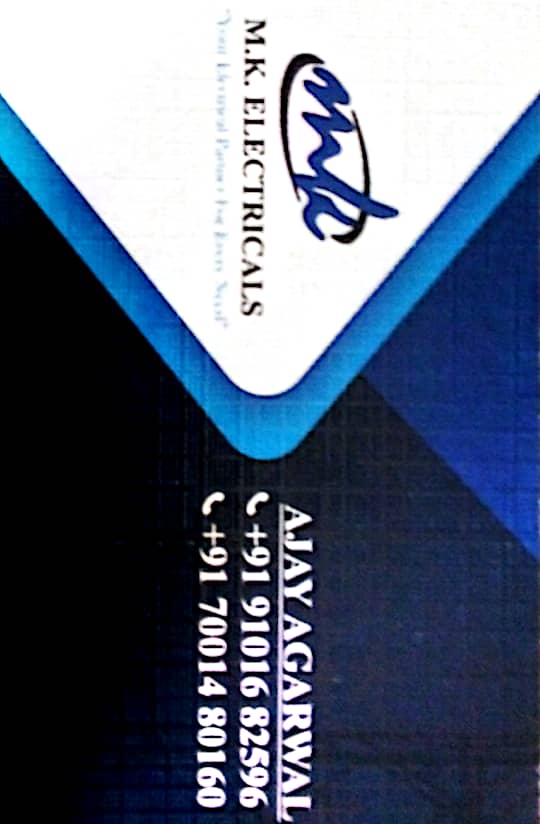 mk
M.K. ELECTRICALS
"Your Electrical Partner For Every Need"
AJAY AGARWAL
+91 91016 82596
+91 70014 80160